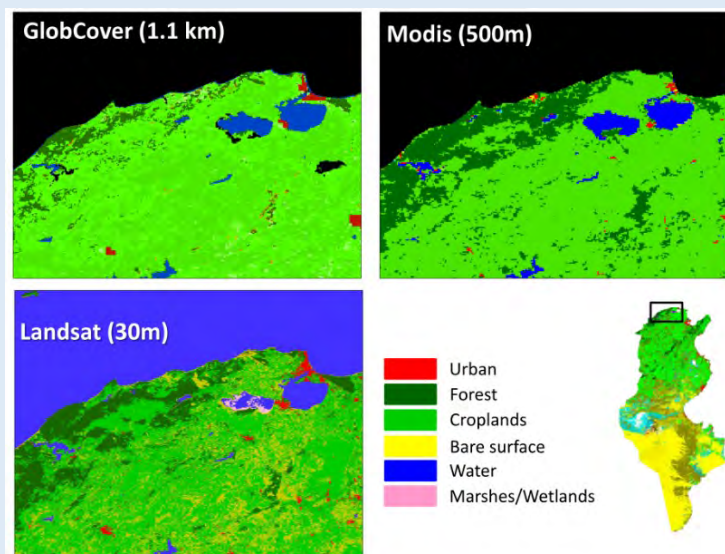 GlobCover (1.1 km)
Modis (500m)
Landsat (30m)
Urban
Forest
Croplands
Bare surface
Water
Marshes/Wetlands